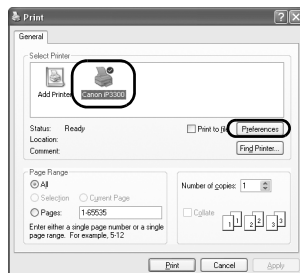 Print
General
Select Printer
Add Printer
Canon iP3300
Status: Ready
Print to file
Preferences
Location:
Comment:
Find Printer...
Page Range
All
Selection
Current Page
Pages: 1-65535
Enter either a single page number or a single
page range. For example, 5-12
Number of copies: 1
Collate
1 1 2 2 3 3
Print
Cancel
Apply